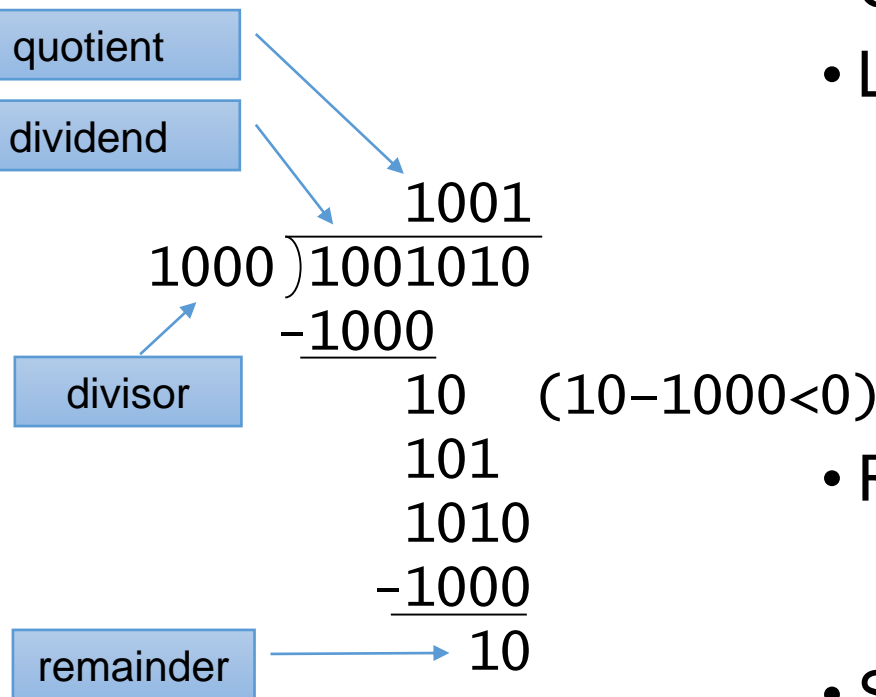 quotient
• L
dividend
1001
1000 )1001010
-1000
divisor
10 (10-1000<0)
101
• F
1010
-1000
remainder
10
• S